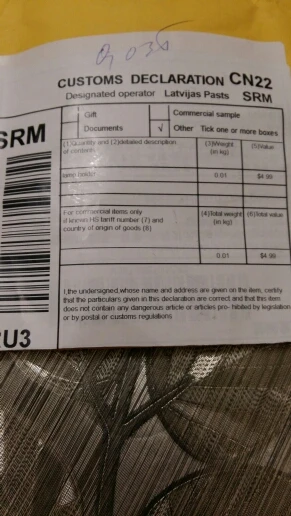 CUSTOMS DECLARATION CN22
Designated operator Latvijas Pasts SRM
SRM
Gift
Commercial sample
Documents
√ Other Tick one or more boxes
(1)Quantity and (2)detailed description
of contents
(3)Weight
(in kg)
(5)Value
lamp holder
0.01
$4.99
For commercial items only
if known HS tariff number (7) and
country of origin of goods (8)
(4)Total weight
(in kg)
(6)Total value
0.01
$4.99
I,the undersigned,whose name and address are given on the item, certify
that the particulars given in this declaration are correct and that this item
does not contain any dangerous article or articles pro- hibited by legislation
or by postal or customs regulations
U3